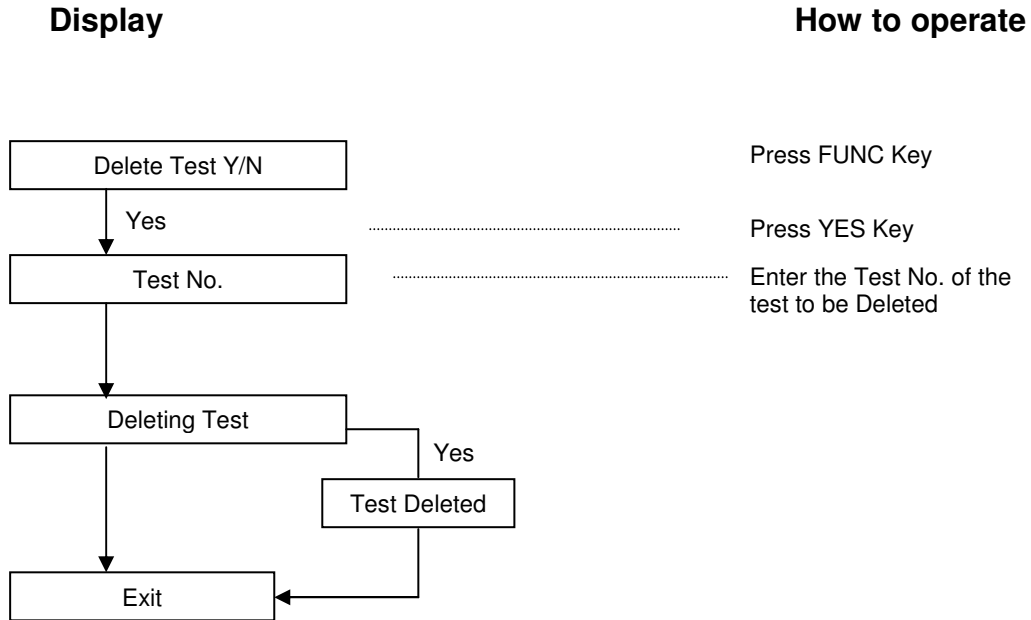 Display
How to operate
Delete Test Y/N
Press FUNC Key
Yes
Press YES Key
Test No.
Enter the Test No. of the
test to be Deleted
Deleting Test
Yes
Test Deleted
Exit